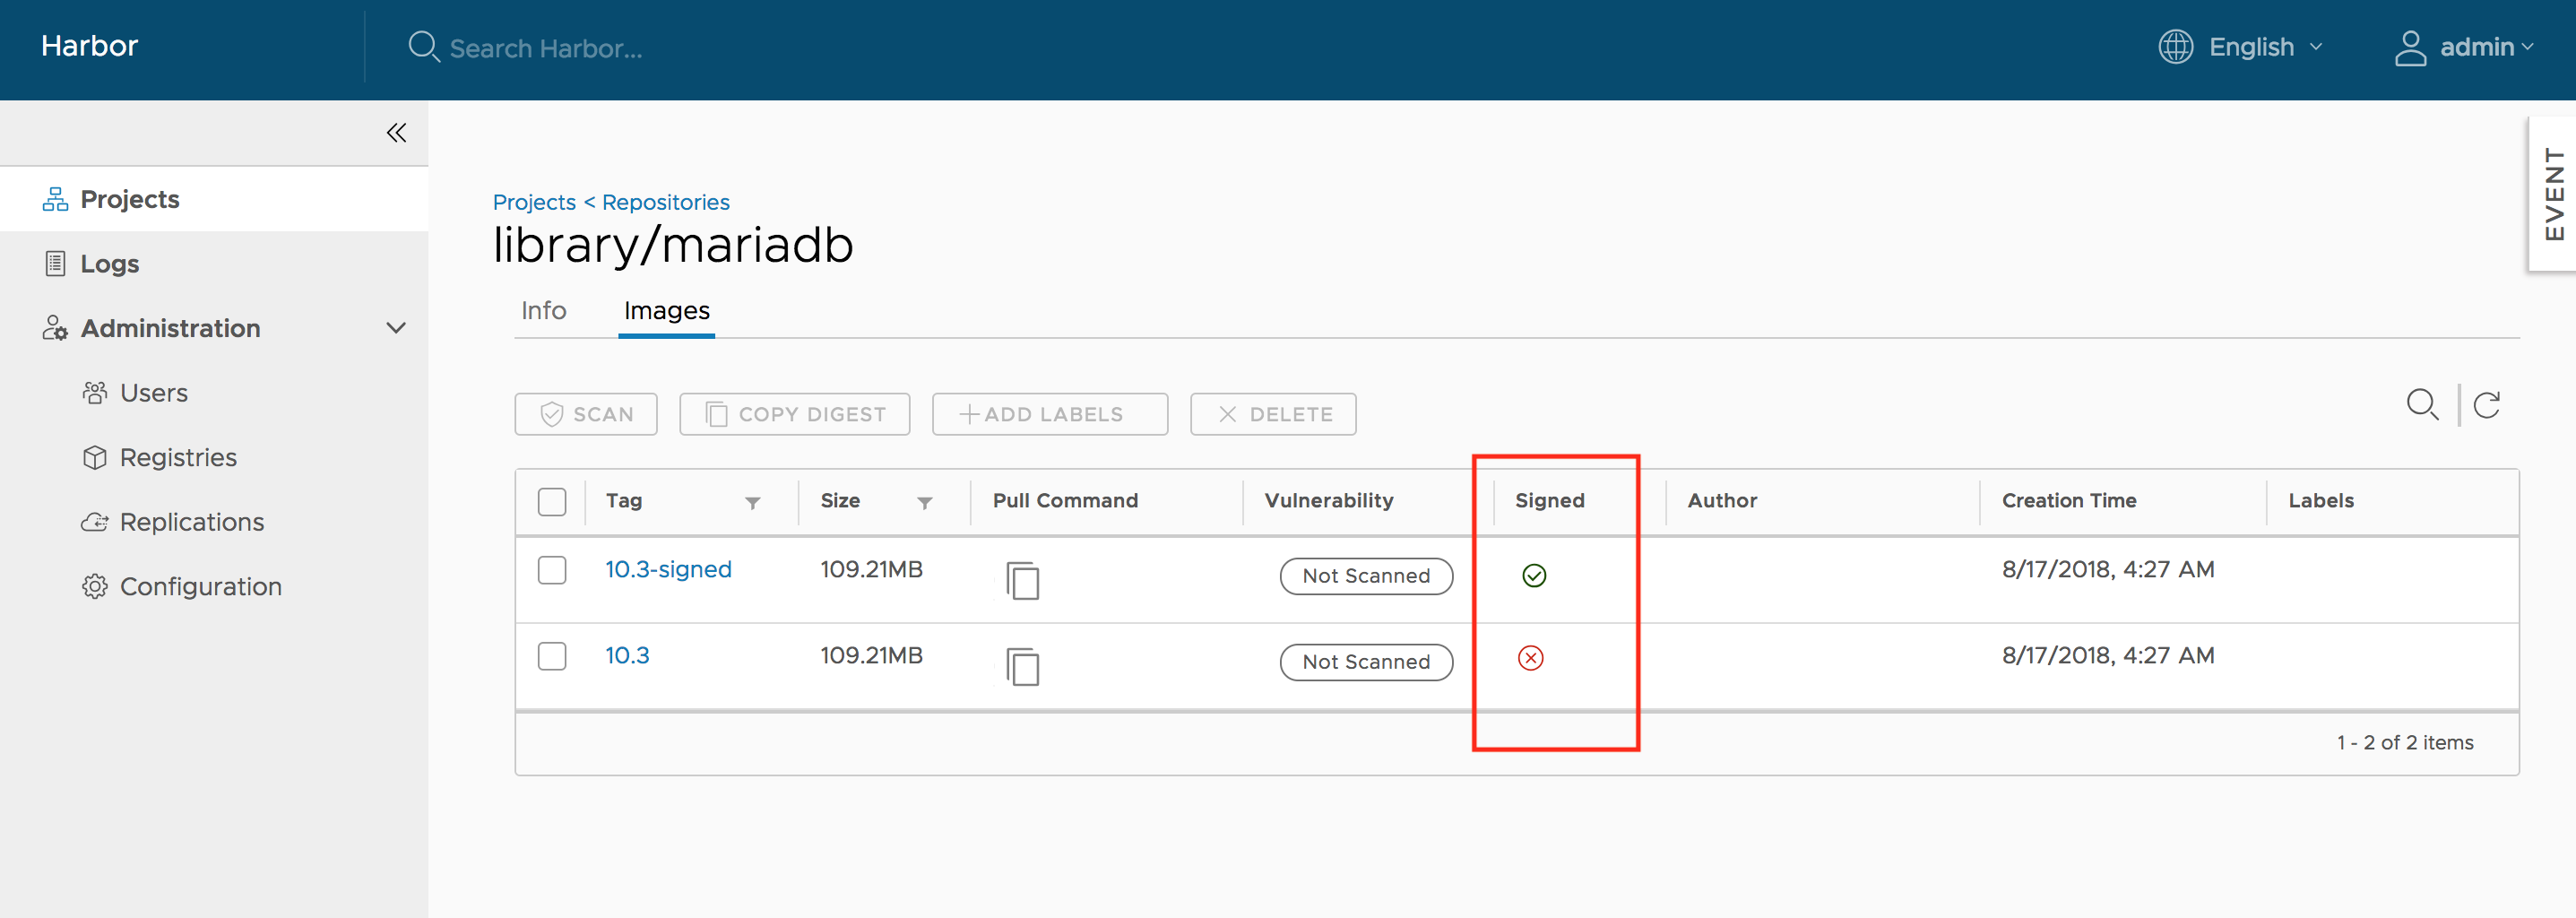 Harbor
Search Harbor...
English
admin
EVENT
Projects
Logs
Administration
Users
Registries
Replications
Configuration
Projects < Repositories
library/mariadb
Info Images
SCAN COPY DIGEST +ADD LABELS DELETE
Tag Size Pull Command Vulnerability Signed Author Creation Time Labels
10.3-signed 109.21MB Not Scanned 8/17/2018, 4:27 AM
10.3 109.21MB Not Scanned 8/17/2018, 4:27 AM
1 - 2 of 2 items